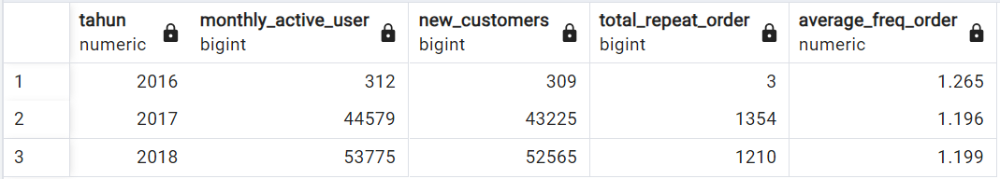 tahun monthly_active_user new_customers total_repeat_order average_freq_order
numeric bigint bigint bigint numeric
1 2016 312 309 3 1.265
2 2017 44579 43225 1354 1.196
3 2018 53775 52565 1210 1.199